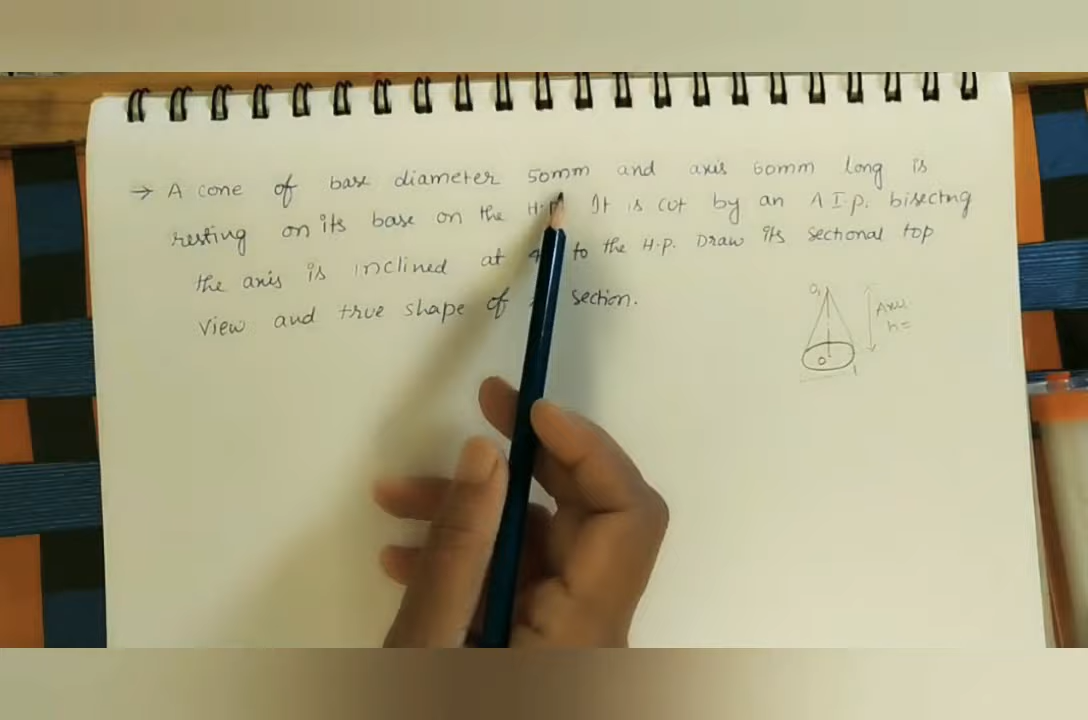 → A cone of base diameter 50mm and axis 60mm long is
resting on its base on the H.P. It is cut by an A.I.P. bisecting
the axis is inclined at to the H.P. Draw its sectional top
view and true shape of section.
O,
Axis
h=
O